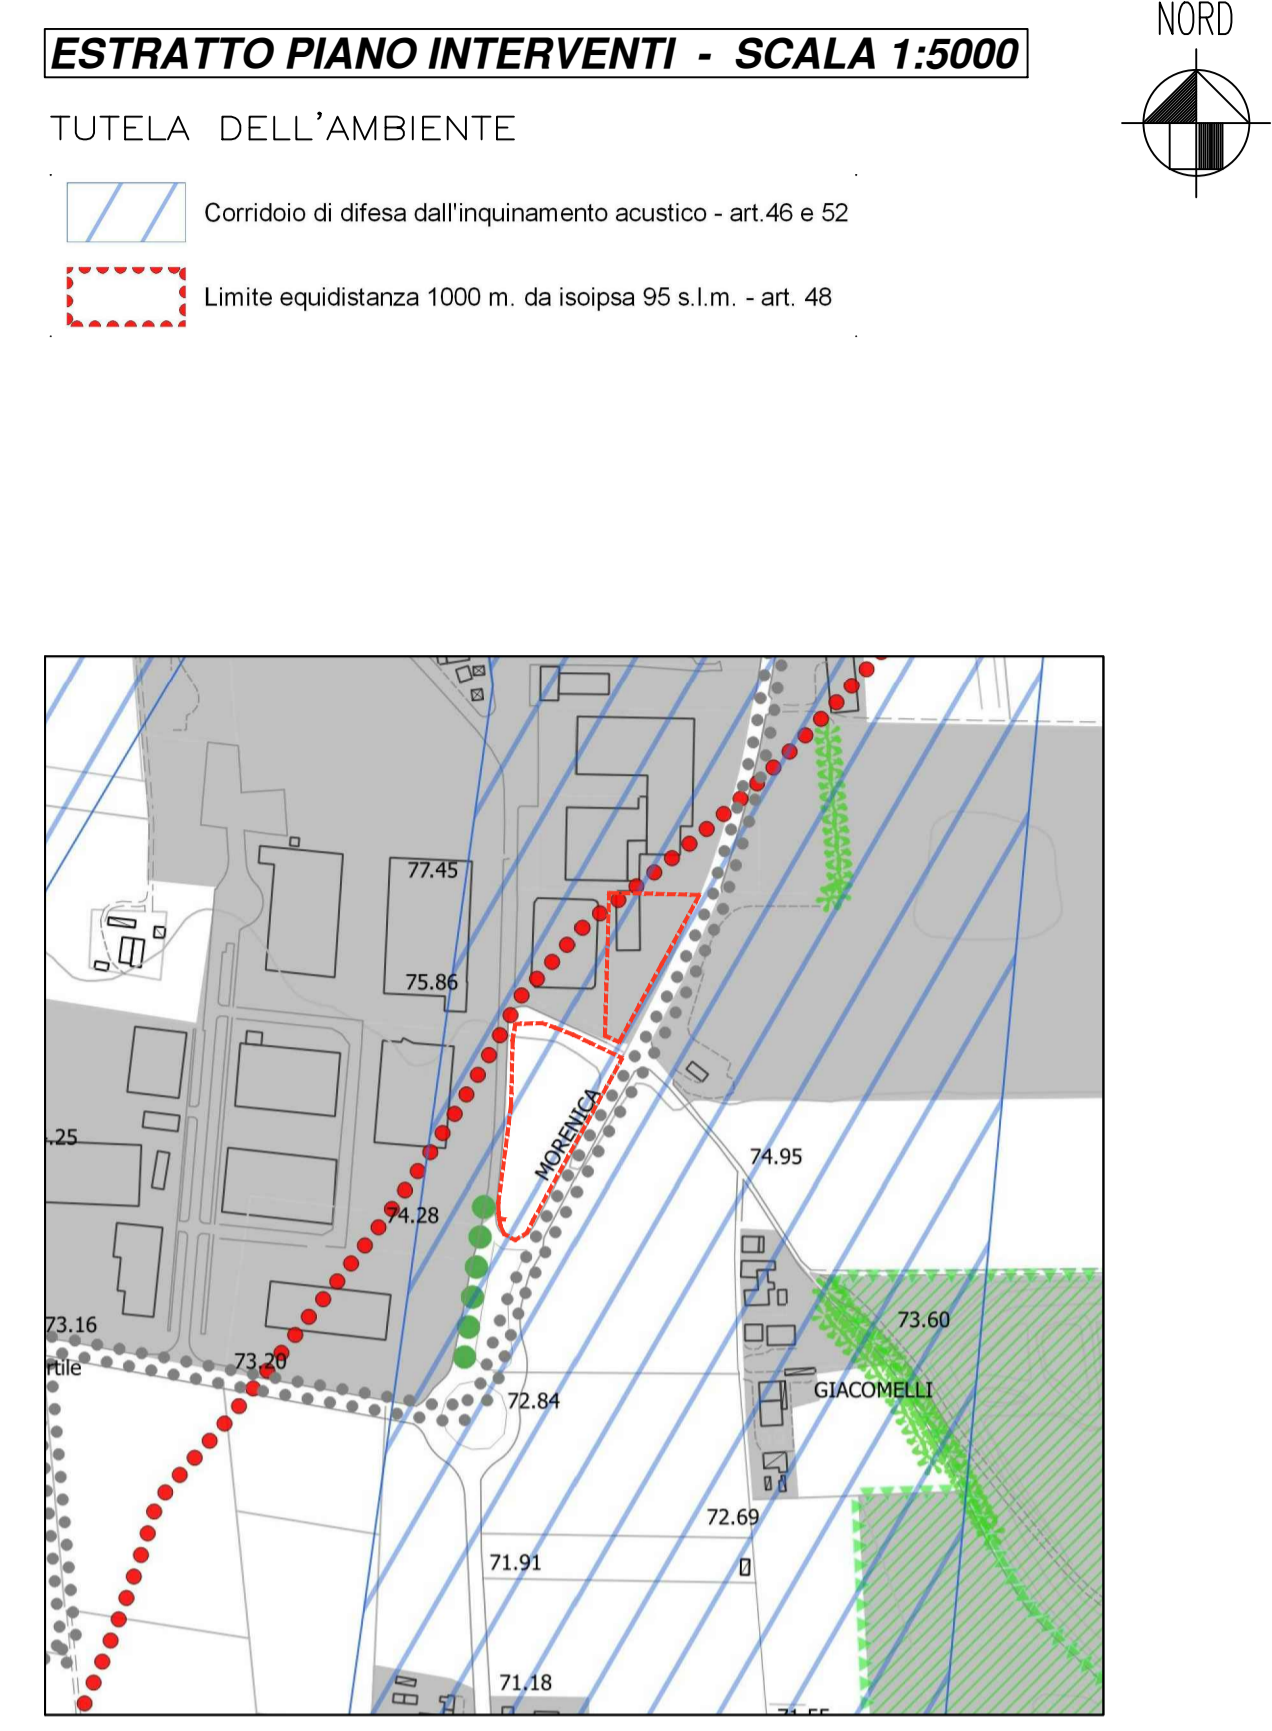 NORD
ESTRATTO PIANO INTERVENTI - SCALA 1:5000
TUTELA DELL'AMBIENTE
Corridoio di difesa dall'inquinamento acustico - art.46 e 52
Limite equidistanza 1000 m. da isoipsa 95 s.l.m. - art. 48
77.45
75.86
MORENICA
.25
74.95
74.28
73.16
73.60
73.20
rtile
GIACOMELLI
72.84
72.69
71.91
71.18